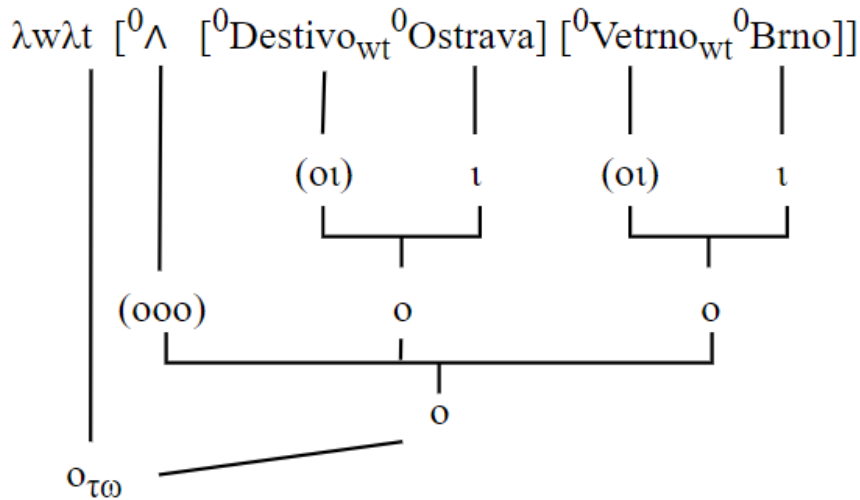 λwλt [⁰∧ [⁰Destivo_wt ⁰Ostrava] [⁰Vetrno_wt ⁰Brno]]
(οι) ι (οι) ι
(οοο) ο ο
ο
ο_τω